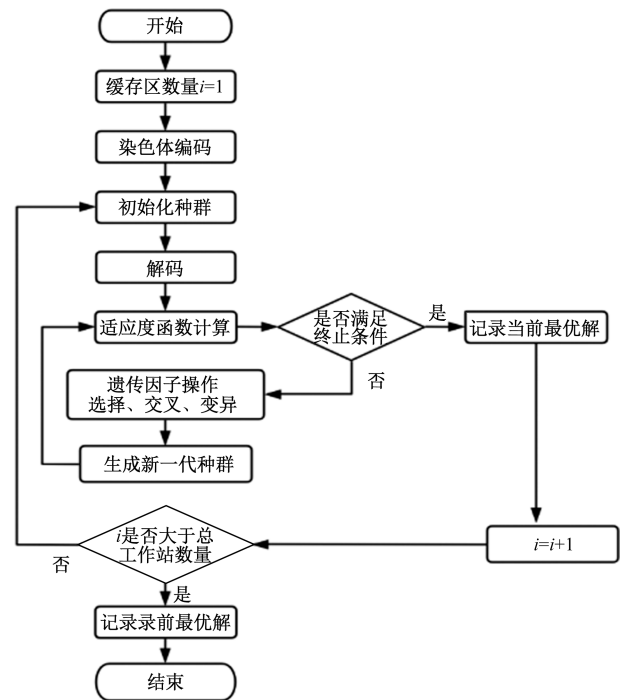 开始
缓存区数量i=1
染色体编码
初始化种群
解码
适应度函数计算
是否满足
终止条件
是
记录当前最优解
否
遗传因子操作
选择、交叉、变异
生成新一代种群
i是否大于总
工作站数量
i=i+1
否
是
记录录前最优解
结束